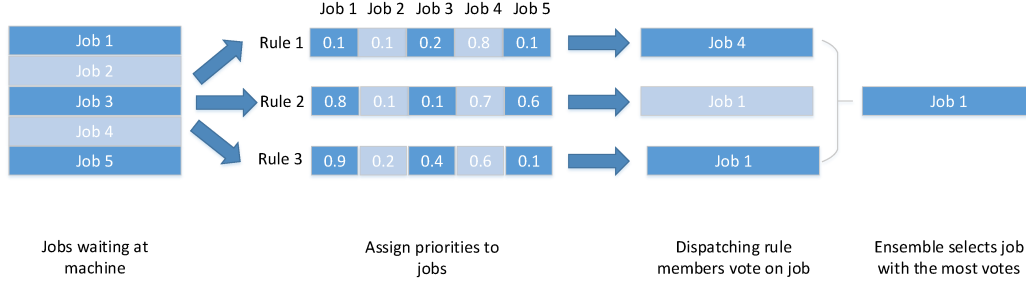 Job 1 Job 2 Job 3 Job 4 Job 5
Job 1
Job 2
Job 3
Job 4
Job 5
Rule 1 0.1 0.1 0.2 0.8 0.1
Rule 2 0.8 0.1 0.1 0.7 0.6
Rule 3 0.9 0.2 0.4 0.6 0.1
Job 4
Job 1
Job 1
Job 1
Jobs waiting at
machine
Assign priorities to
jobs
Dispatching rule
members vote on job
Ensemble selects job
with the most votes